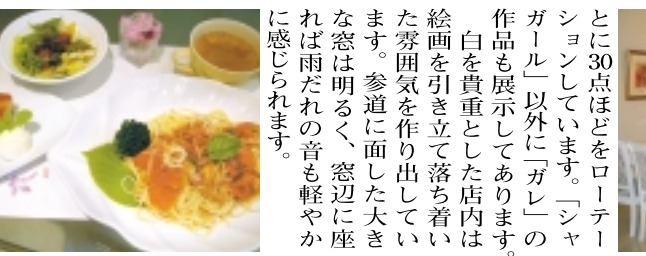 とに30点ほどをローテー
ションしています。「シャ
ガール」以外に「ガレ」の
作品も展示してあります。
白を貴重とした店内は
絵画を引き立て落ち着い
た雰囲気を作り出してい
ます。参道に面した大き
な窓は明るく、窓辺に座
れば雨だれの音も軽やか
に感じられます。